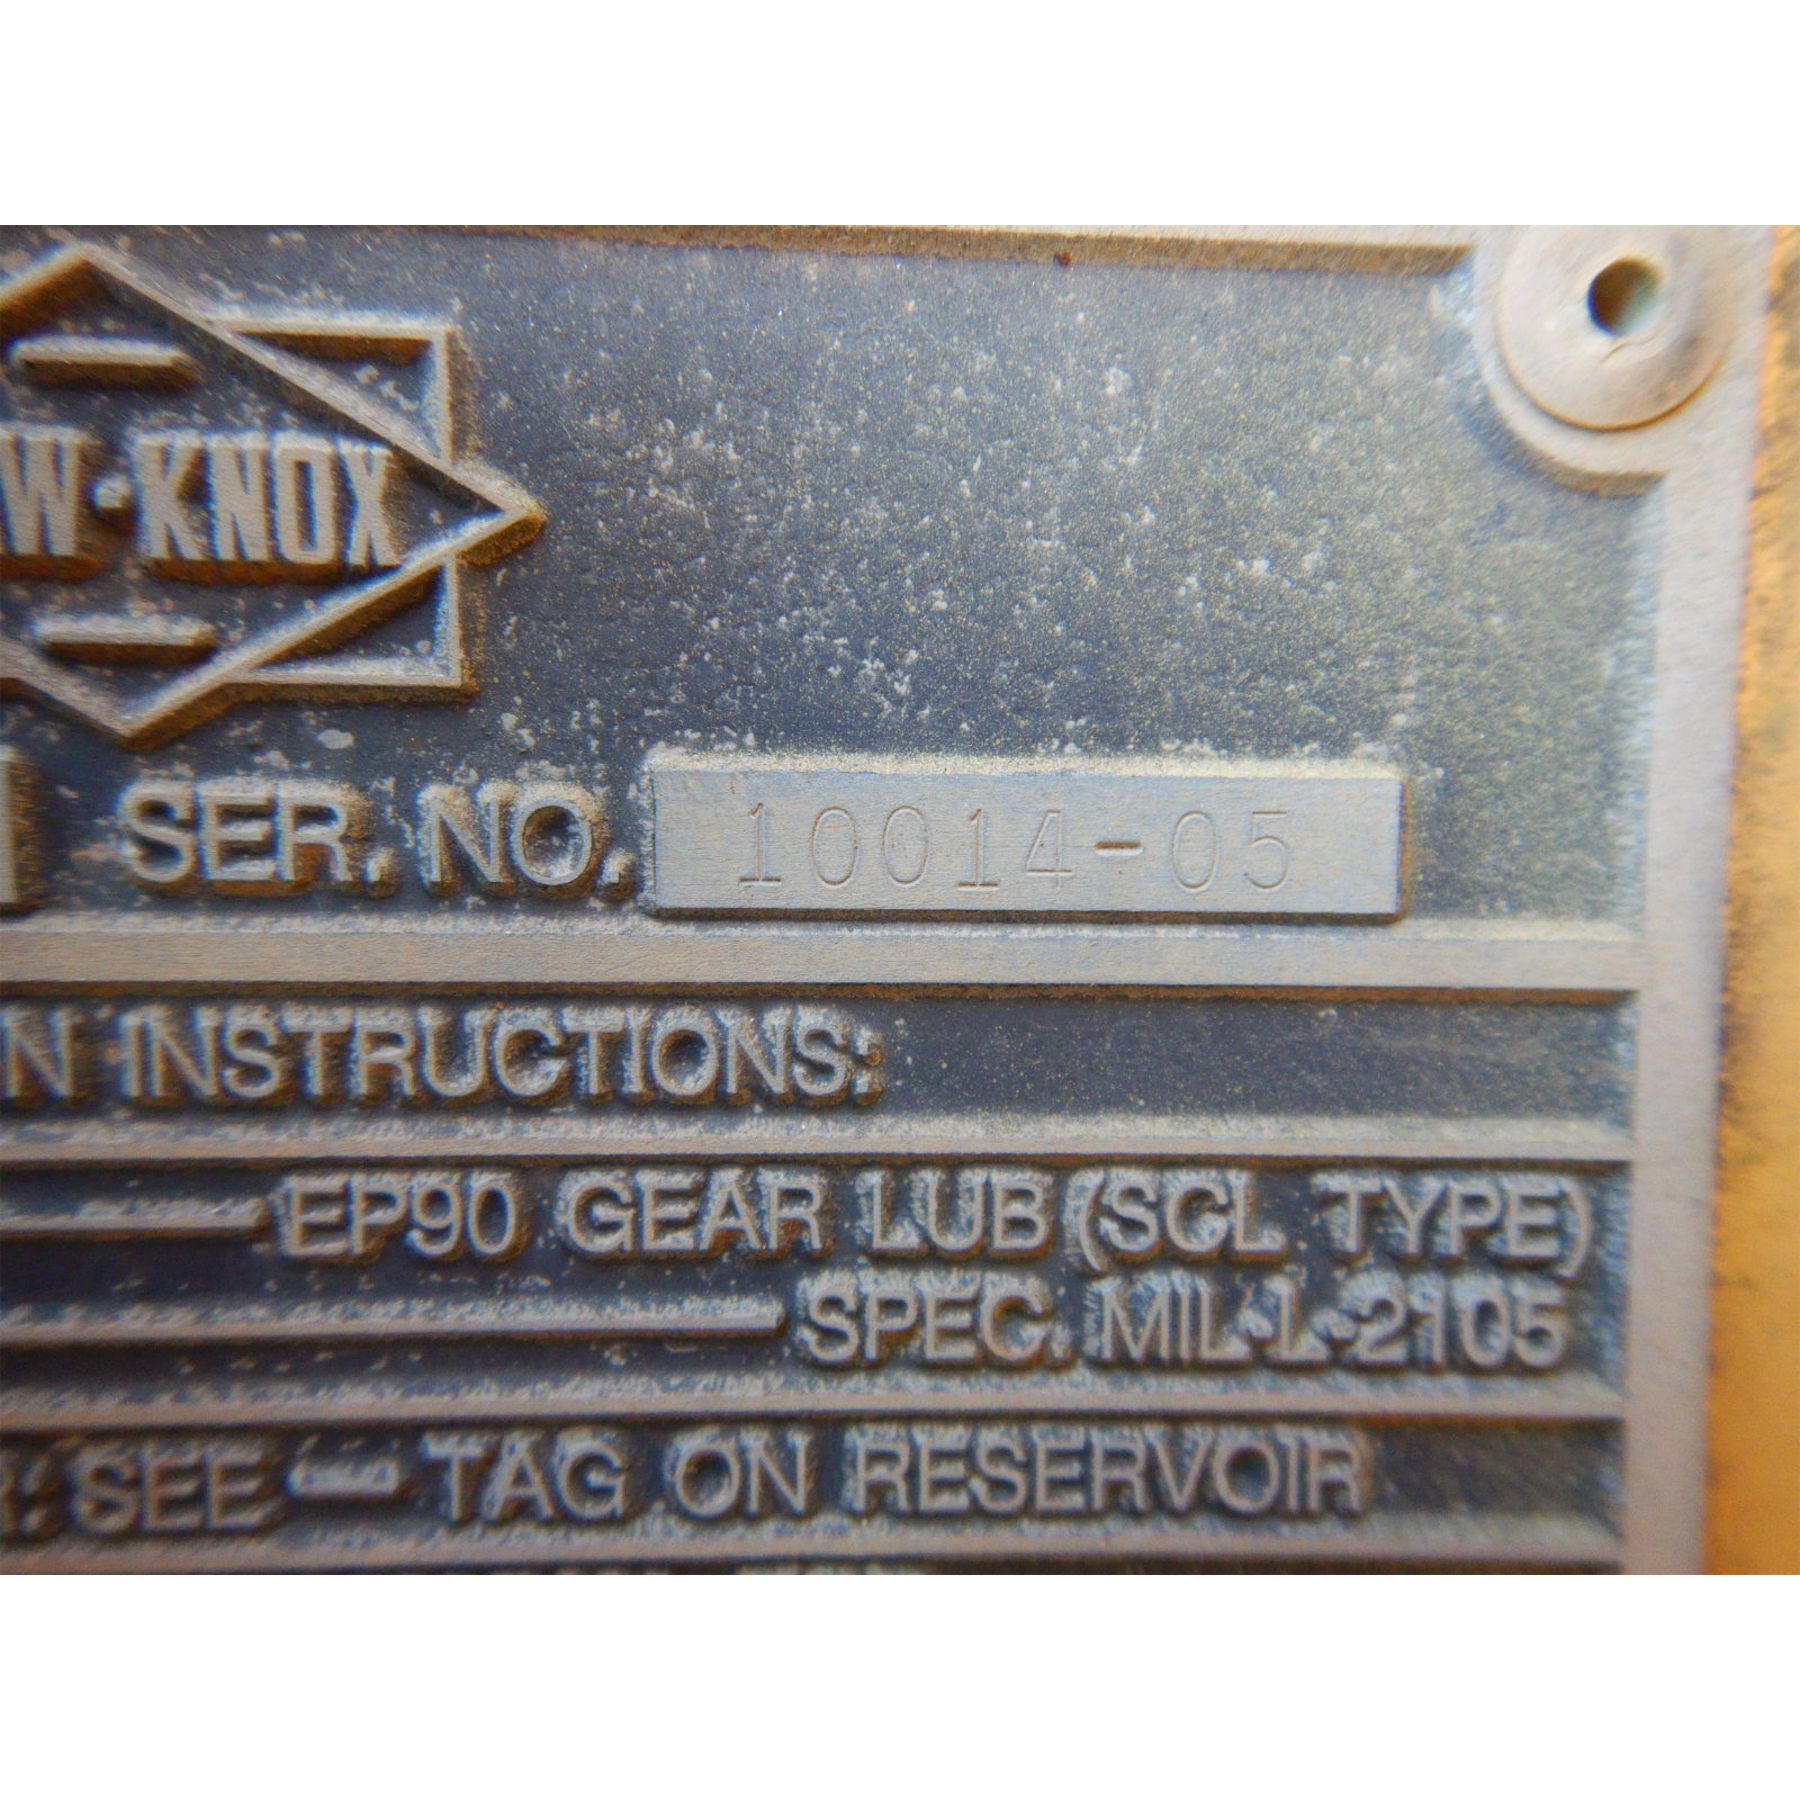 W·KNOX
SER. NO. 10014-05
N INSTRUCTIONS:
EP90 GEAR LUB (SCL TYPE)
SPEC. MIL-L-2105
R: SEE — TAG ON RESERVOIR